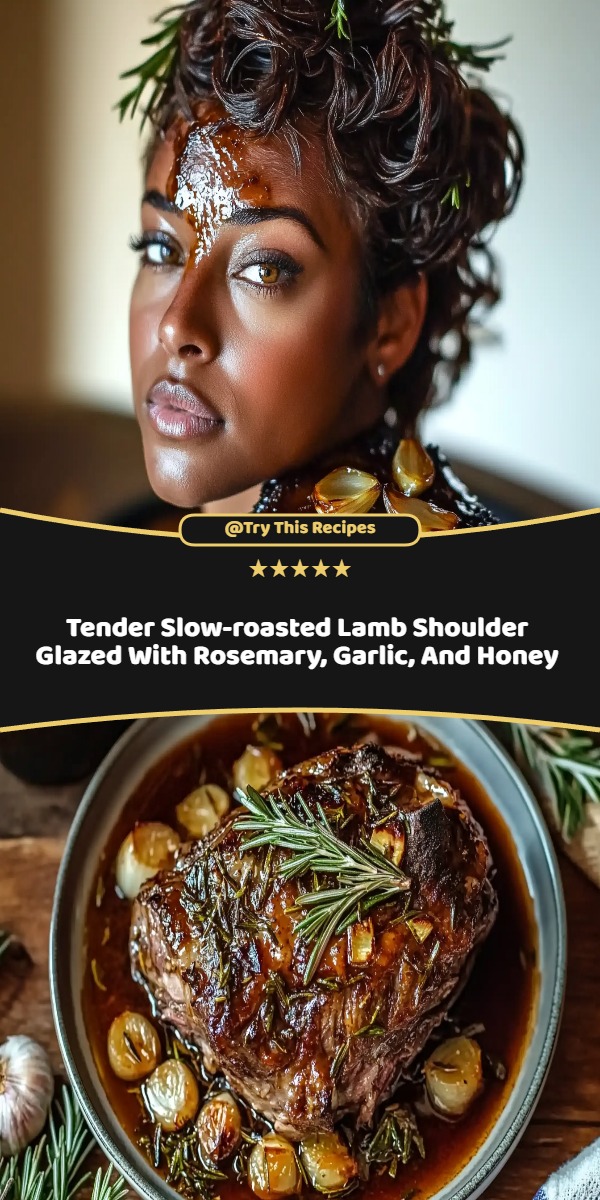 @Try This Recipes
Tender Slow-roasted Lamb Shoulder
Glazed With Rosemary, Garlic, And Honey